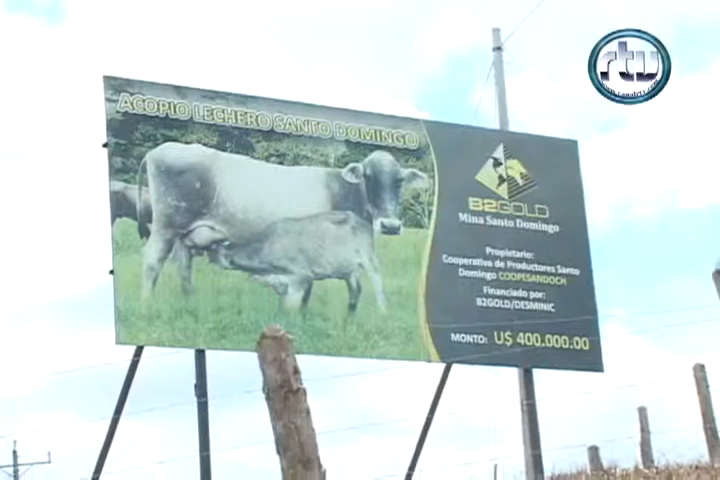 rtv
ACOPIO LECHERO SANTO DOMINGO
B2GOLD
Mina Santo Domingo
Propietario:
Cooperativa de Productores Santo
Domingo COOPESANDOCH
Financiado por:
B2GOLD/DESMINIC
MONTO: U$ 400.000.00